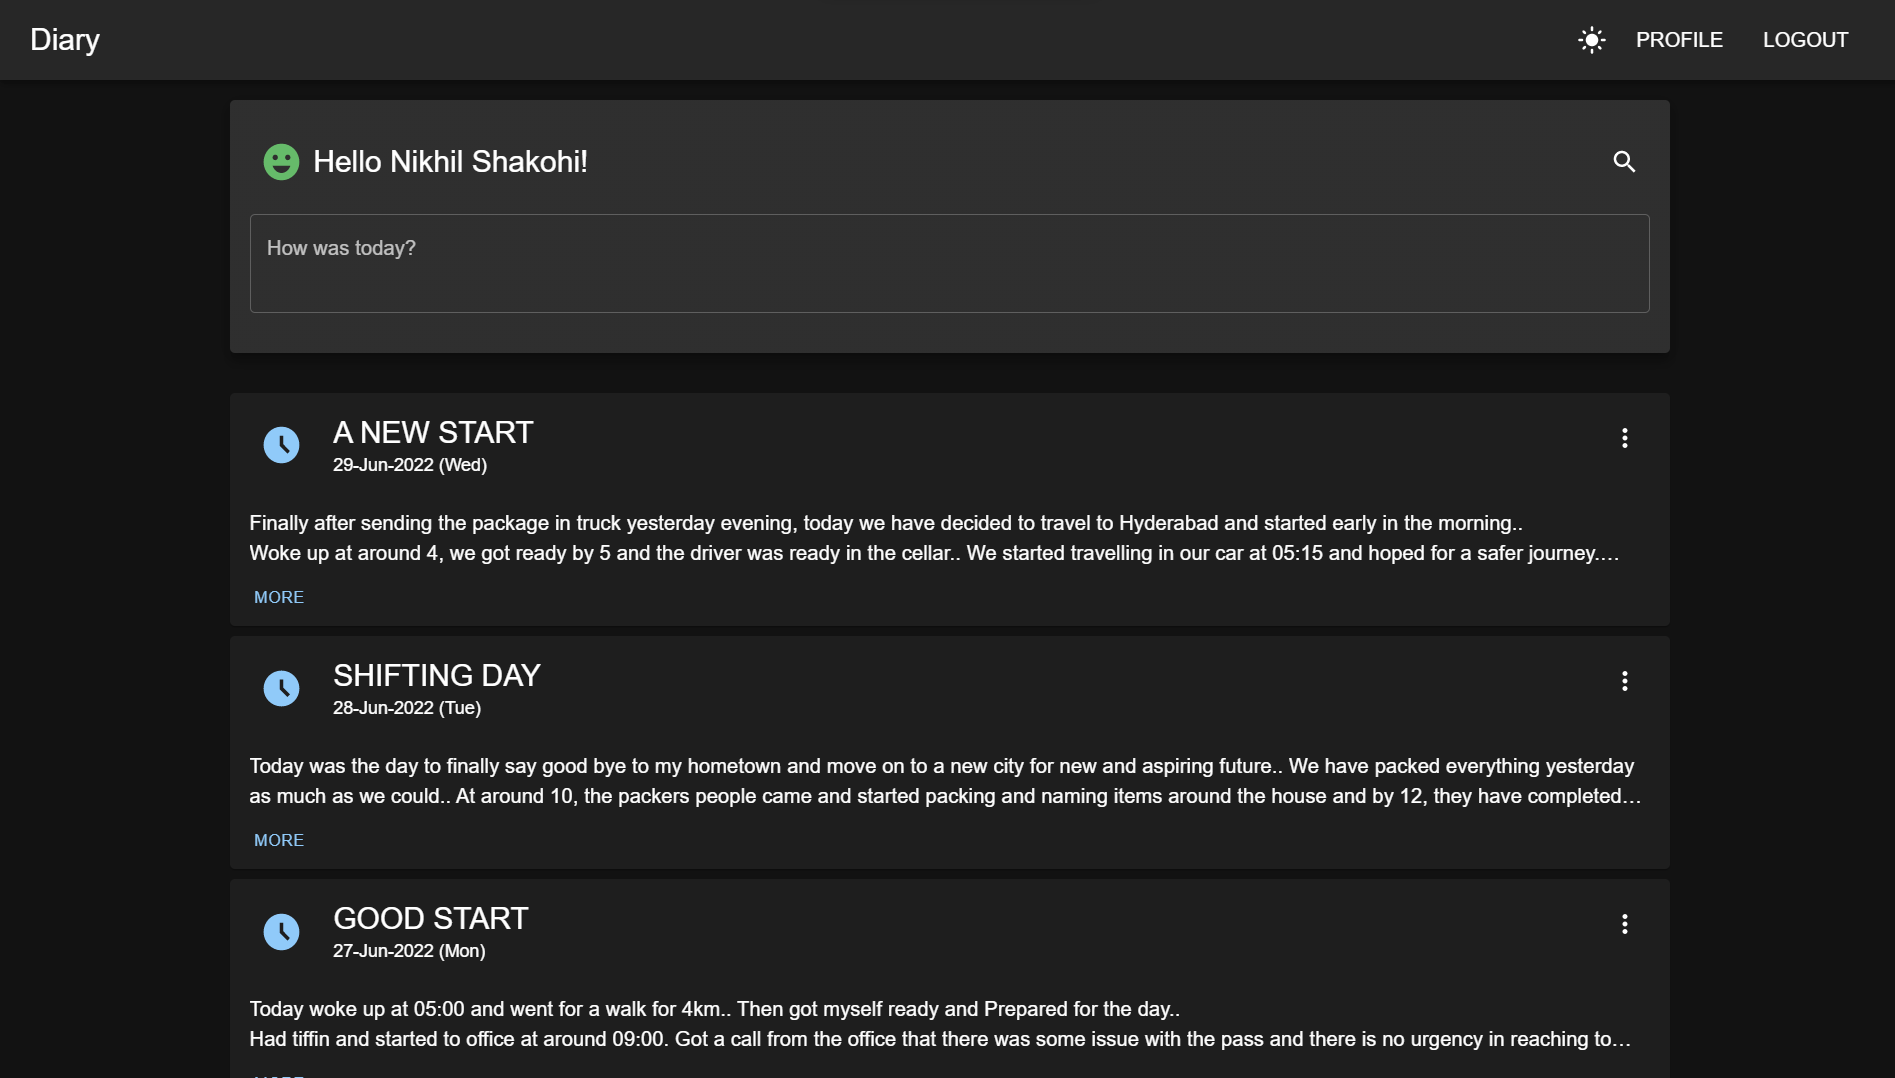 Diary
PROFILE
LOGOUT
Hello Nikhil Shakohi!
How was today?
A NEW START
29-Jun-2022 (Wed)
Finally after sending the package in truck yesterday evening, today we have decided to travel to Hyderabad and started early in the morning..
Woke up at around 4, we got ready by 5 and the driver was ready in the cellar.. We started travelling in our car at 05:15 and hoped for a safer journey.…
MORE
SHIFTING DAY
28-Jun-2022 (Tue)
Today was the day to finally say good bye to my hometown and move on to a new city for new and aspiring future.. We have packed everything yesterday
as much as we could.. At around 10, the packers people came and started packing and naming items around the house and by 12, they have completed…
MORE
GOOD START
27-Jun-2022 (Mon)
Today woke up at 05:00 and went for a walk for 4km.. Then got myself ready and Prepared for the day..
Had tiffin and started to office at around 09:00. Got a call from the office that there was some issue with the pass and there is no urgency in reaching to…